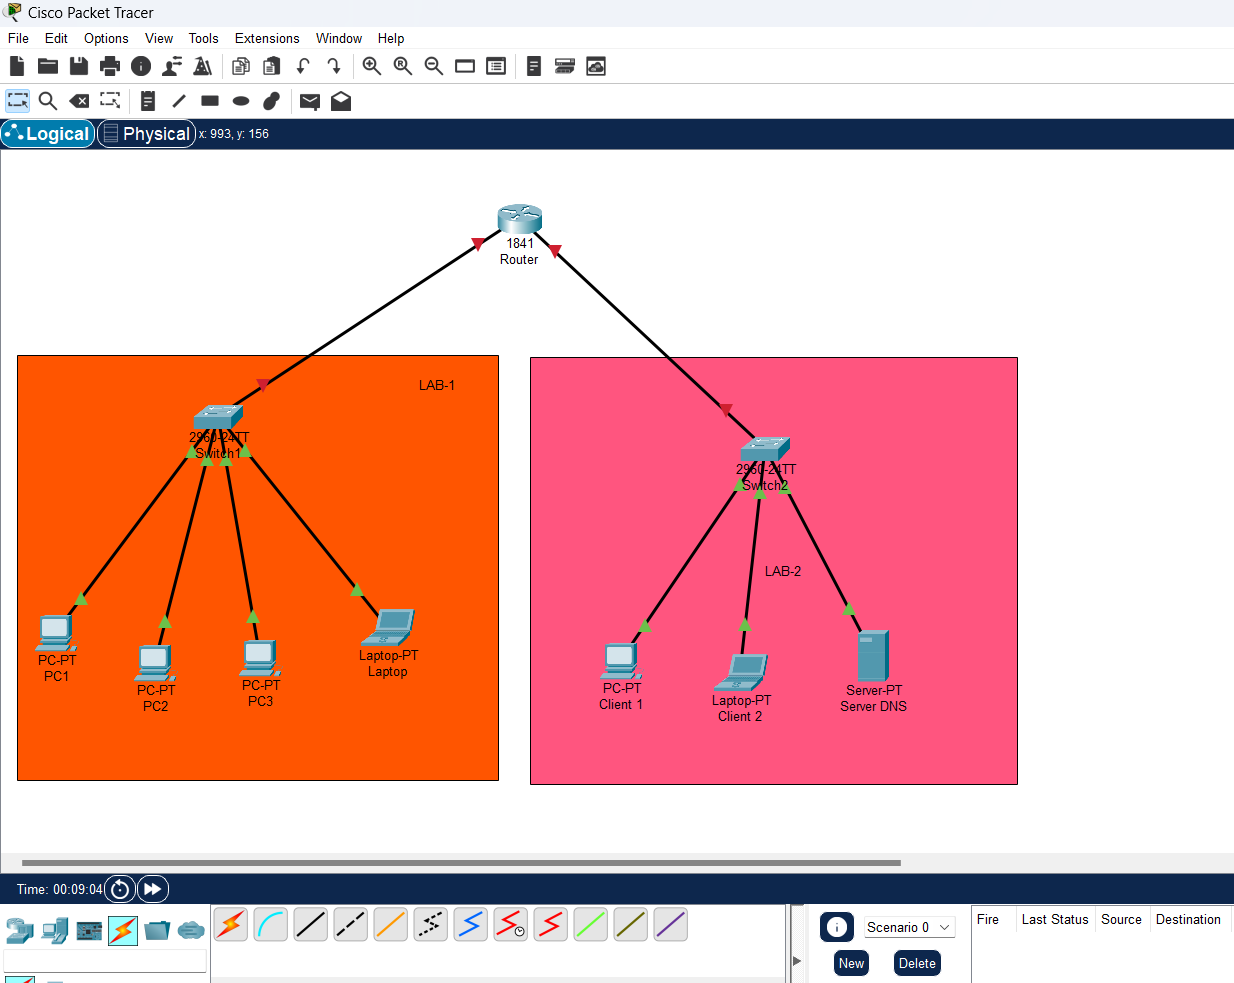 Cisco Packet Tracer
File Edit Options View Tools Extensions Window Help
Logical Physical x: 993, y: 156
1841
Router
LAB-1
2960-24TT
Switch1
2960-24TT
Switch2
LAB-2
PC-PT
PC1
PC-PT
PC2
PC-PT
PC3
Laptop-PT
Laptop
PC-PT
Client 1
Laptop-PT
Client 2
Server-PT
Server DNS
Time: 00:09:04
Scenario 0
New Delete
Fire Last Status Source Destination